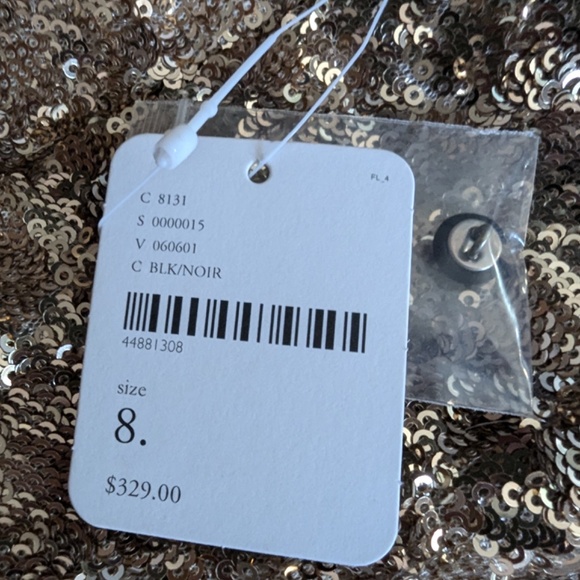 FL_4
C 8131
S 0000015
V 060601
C BLK/NOIR
44881308
size
8.
$329.00